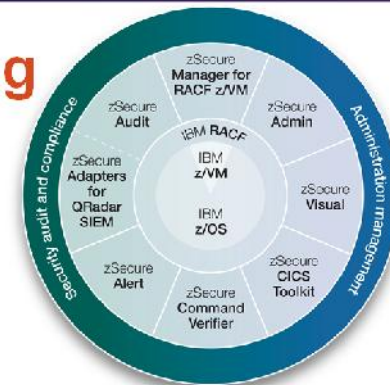 g
zSecure
Manager for
RACF z/VM
zSecure
Admin
zSecure
Visual
zSecure
CICS
Toolkit
zSecure
Command
Verifier
zSecure
Alert
zSecure
Adapters
for
QRadar
SIEM
zSecure
Audit
IBM RACF
IBM
z/VM
IBM
z/OS
Security audit and compliance
Administration management